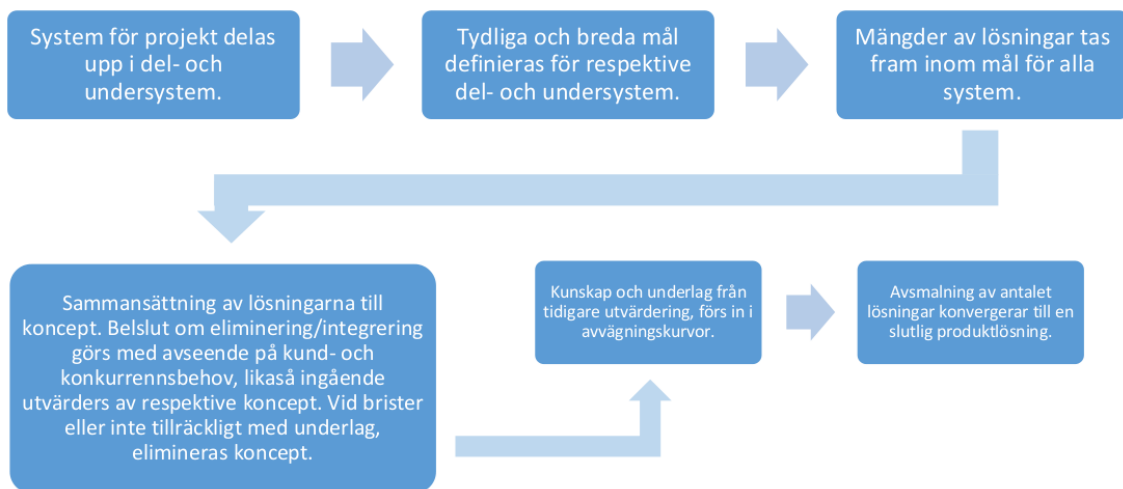 System för projekt delas
upp i del- och
undersystem.
Tydliga och breda mål
definieras för respektive
del- och undersystem.
Mängder av lösningar tas
fram inom mål för alla
system.
Sammansättning av lösningarna till
koncept. Belslut om eliminering/integrering
görs med avseende på kund- och
konkurrennsbehov, likaså ingående
utvärders av respektive koncept. Vid brister
eller inte tillräckligt med underlag,
elimineras koncept.
Kunskap och underlag från
tidigare utvärdering, förs in i
avvägningskurvor.
Avsmalning av antalet
lösningar konvergerar till en
slutlig produktlösning.